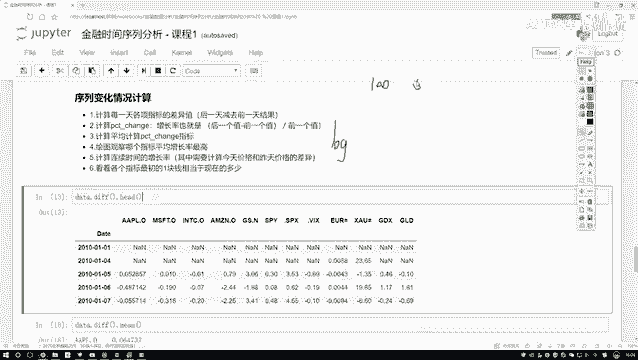 jupyter 金融时间序列分析 - 课程1 (autosaved)
Logout
File Edit View Insert Cell Kernel Widgets Help
Trusted
Code
序列变化情况计算
• 1.计算每一天各项指标的差异值（后一天减去前一天结果）
• 2.计算pct_change：增长率也就是 （后一个值-前一个值）/ 前一个值）
• 3.计算平均计算pct_change指标
• 4.绘图观察哪个指标平均增长率最高
• 5.计算连续时间的增长率（其中需要计算今天价格和昨天价格的差异）
• 6.看看各个指标最初的1块钱相当于现在的多少
100
In [13]: data.diff().head()
Out[13]:
AAPL.O MSFT.O INTC.O AMZN.O GS.N SPY .SPX .VIX EUR= XAU= GDX GLD
Date
2010-01-01 NaN NaN NaN NaN NaN NaN NaN NaN NaN NaN NaN NaN
2010-01-04 NaN NaN NaN NaN NaN NaN NaN NaN 0.0088 23.65 NaN NaN
2010-01-05 0.052857 0.010 -0.01 0.79 3.06 0.30 3.53 -0.69 -0.0043 -1.35 0.46 -0.10
2010-01-06 -0.487142 -0.190 -0.07 -2.44 -1.88 0.08 0.62 -0.19 0.0044 19.85 1.17 1.81
2010-01-07 -0.055714 -0.318 -0.20 -2.25 3.41 0.48 4.55 -0.10 -0.0094 -6.60 -0.24 -0.69
data.diff().mean()